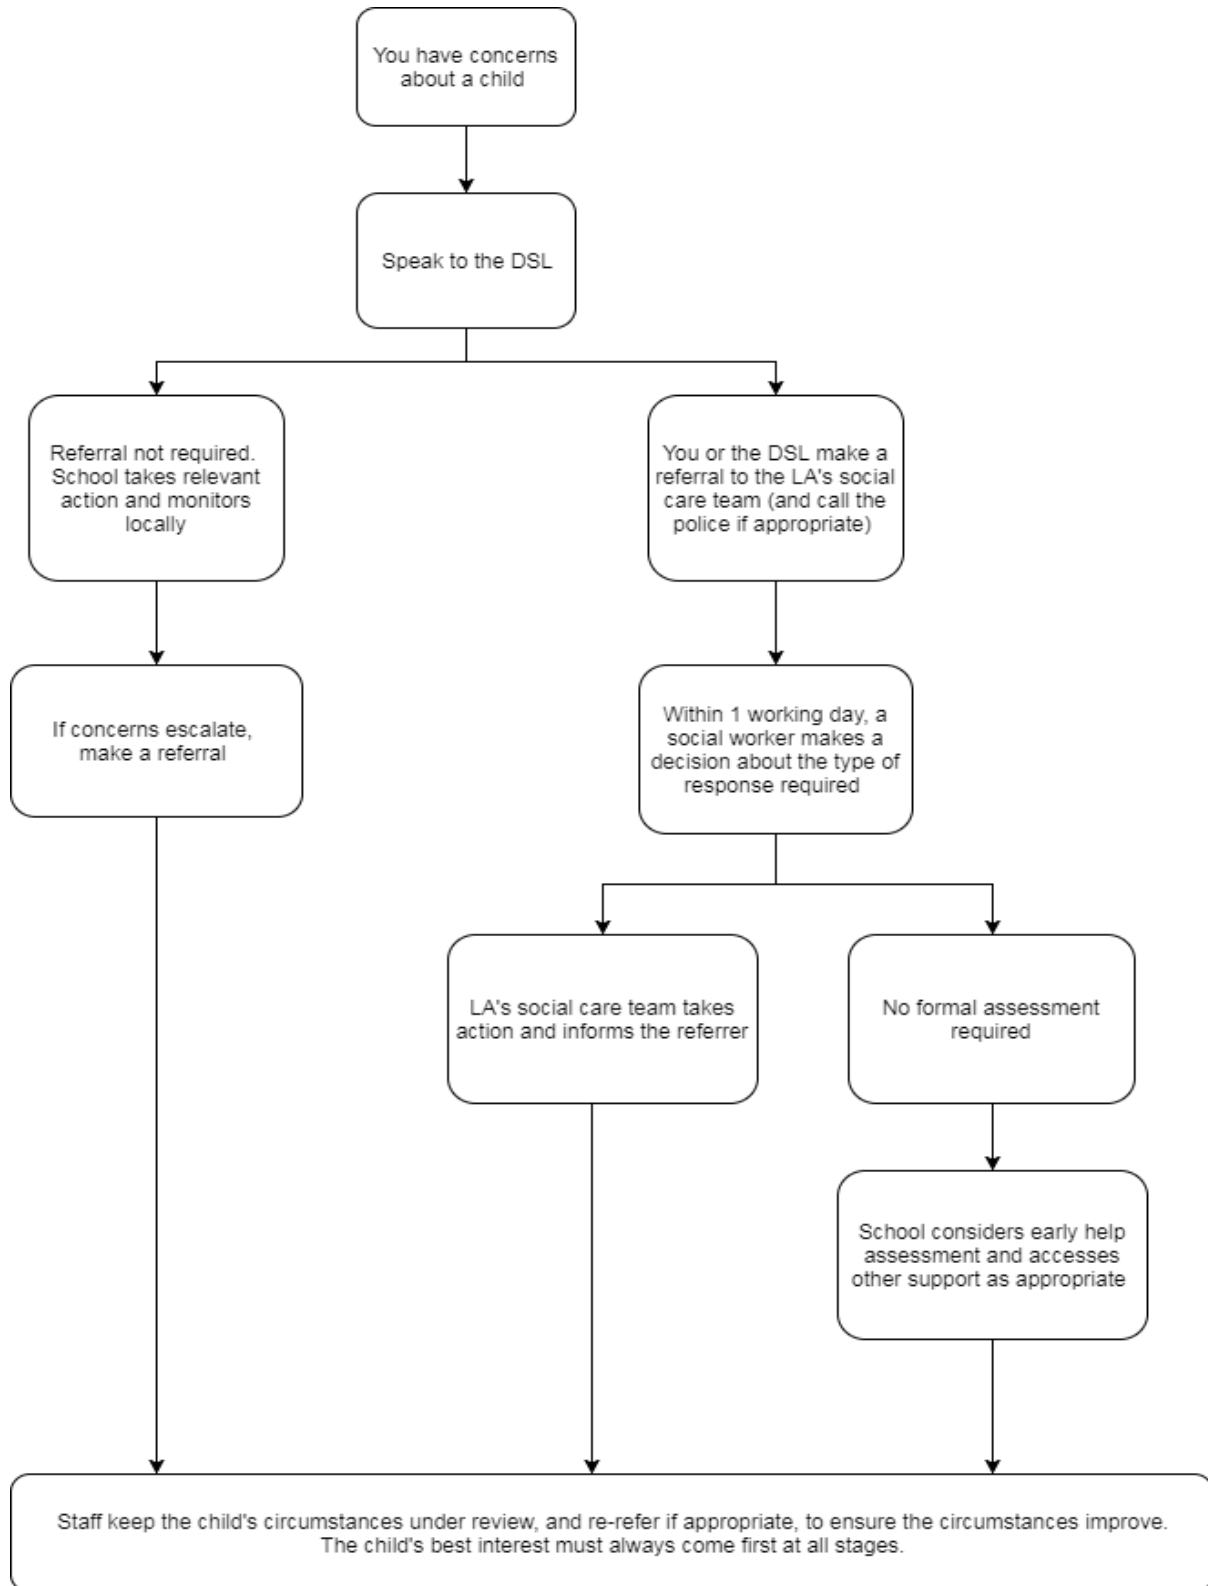 You have concerns
about a child
Speak to the DSL
Referral not required.
School takes relevant
action and monitors
locally
You or the DSL make a
referral to the LA's social
care team (and call the
police if appropriate)
If concerns escalate,
make a referral
Within 1 working day, a
social worker makes a
decision about the type of
response required
LA's social care team takes
action and informs the referrer
No formal assessment
required
School considers early help
assessment and accesses
other support as appropriate
Staff keep the child's circumstances under review, and re-refer if appropriate, to ensure the circumstances improve.
The child's best interest must always come first at all stages.